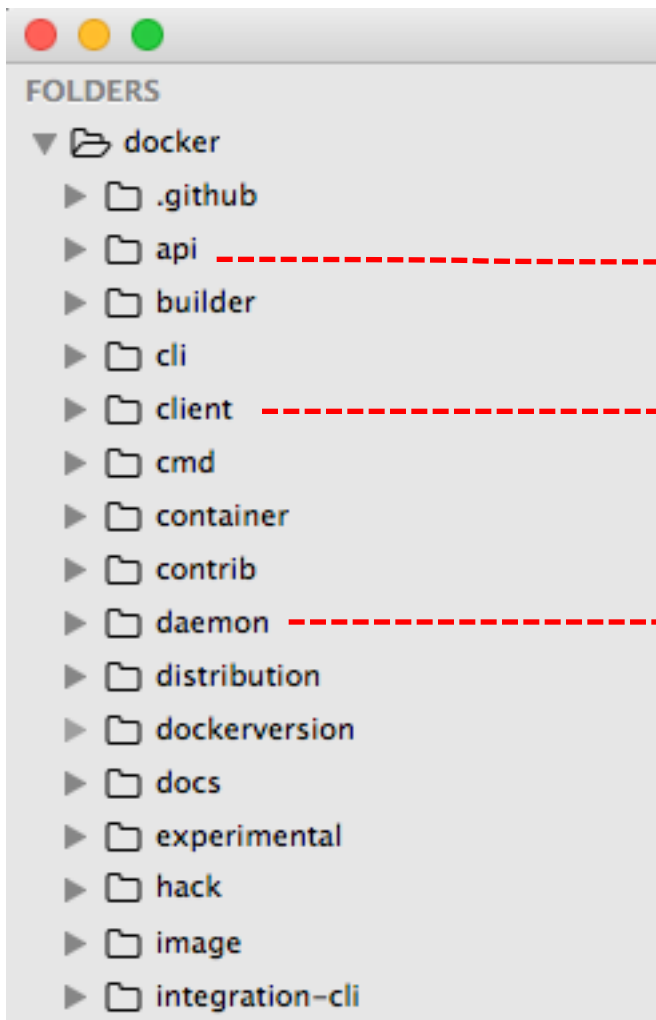 FOLDERS
docker
.github
api
builder
cli
client
cmd
container
contrib
daemon
distribution
dockerversion
docs
experimental
hack
image
integration-cli